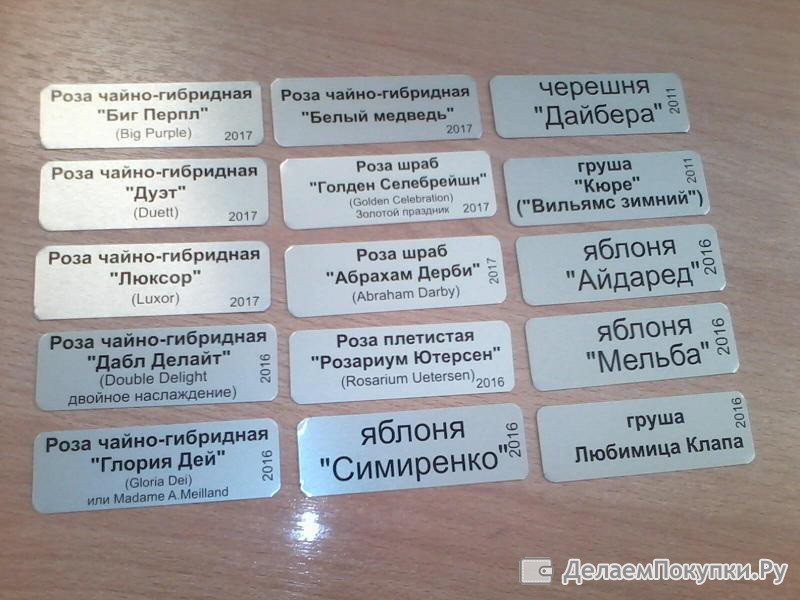 Роза чайно-гибридная
"Биг Перпл"
(Big Purple)
2017
Роза чайно-гибридная
"Белый медведь"
2017
черешня
"Дайбера"
2011
Роза чайно-гибридная
"Дуэт"
(Duett)
2017
Роза шраб
"Голден Селебрейшн"
(Golden Celebration)
Золотой праздник
2017
груша
"Кюре"
("Вильямс зимний")
2011
Роза чайно-гибридная
"Люксор"
(Luxor)
2017
Роза шраб
"Абрахам Дерби"
(Abraham Darby)
2017
яблоня
"Айдаред"
2016
Роза чайно-гибридная
"Дабл Делайт"
(Double Delight
двойное наслаждение)
2016
Роза плетистая
"Розариум Ютерсен"
(Rosarium Uetersen)
2016
яблоня
"Мельба"
2016
Роза чайно-гибридная
"Глория Дей"
(Gloria Dei)
или Madame A.Meilland
2016
яблоня
"Симиренко"
2016
груша
Любимица Клапа
2016
ДелаемПокупки.Ру